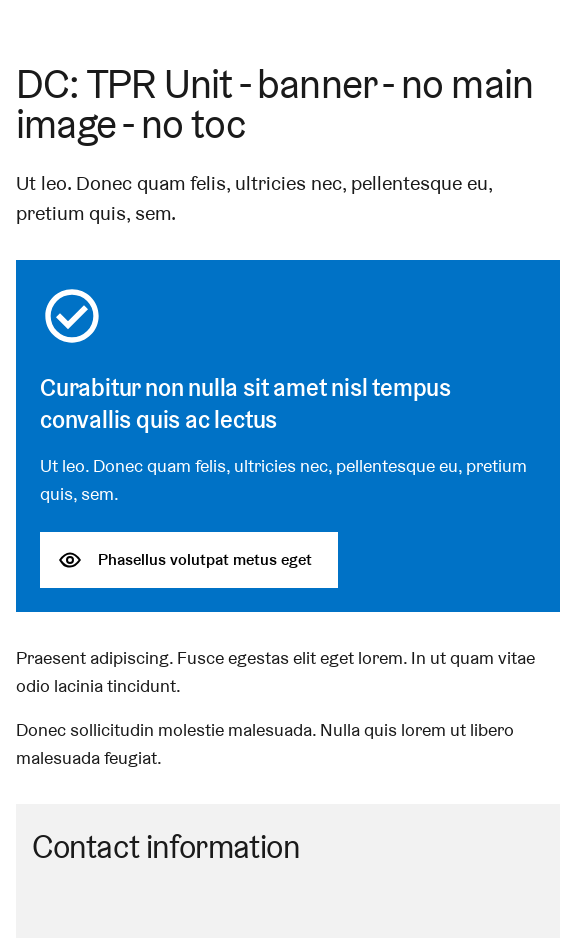 DC: TPR Unit - banner - no main
image - no toc
Ut leo. Donec quam felis, ultricies nec, pellentesque eu,
pretium quis, sem.
Curabitur non nulla sit amet nisl tempus
convallis quis ac lectus
Ut leo. Donec quam felis, ultricies nec, pellentesque eu, pretium
quis, sem.
Phasellus volutpat metus eget
Praesent adipiscing. Fusce egestas elit eget lorem. In ut quam vitae
odio lacinia tincidunt.
Donec sollicitudin molestie malesuada. Nulla quis lorem ut libero
malesuada feugiat.
Contact information